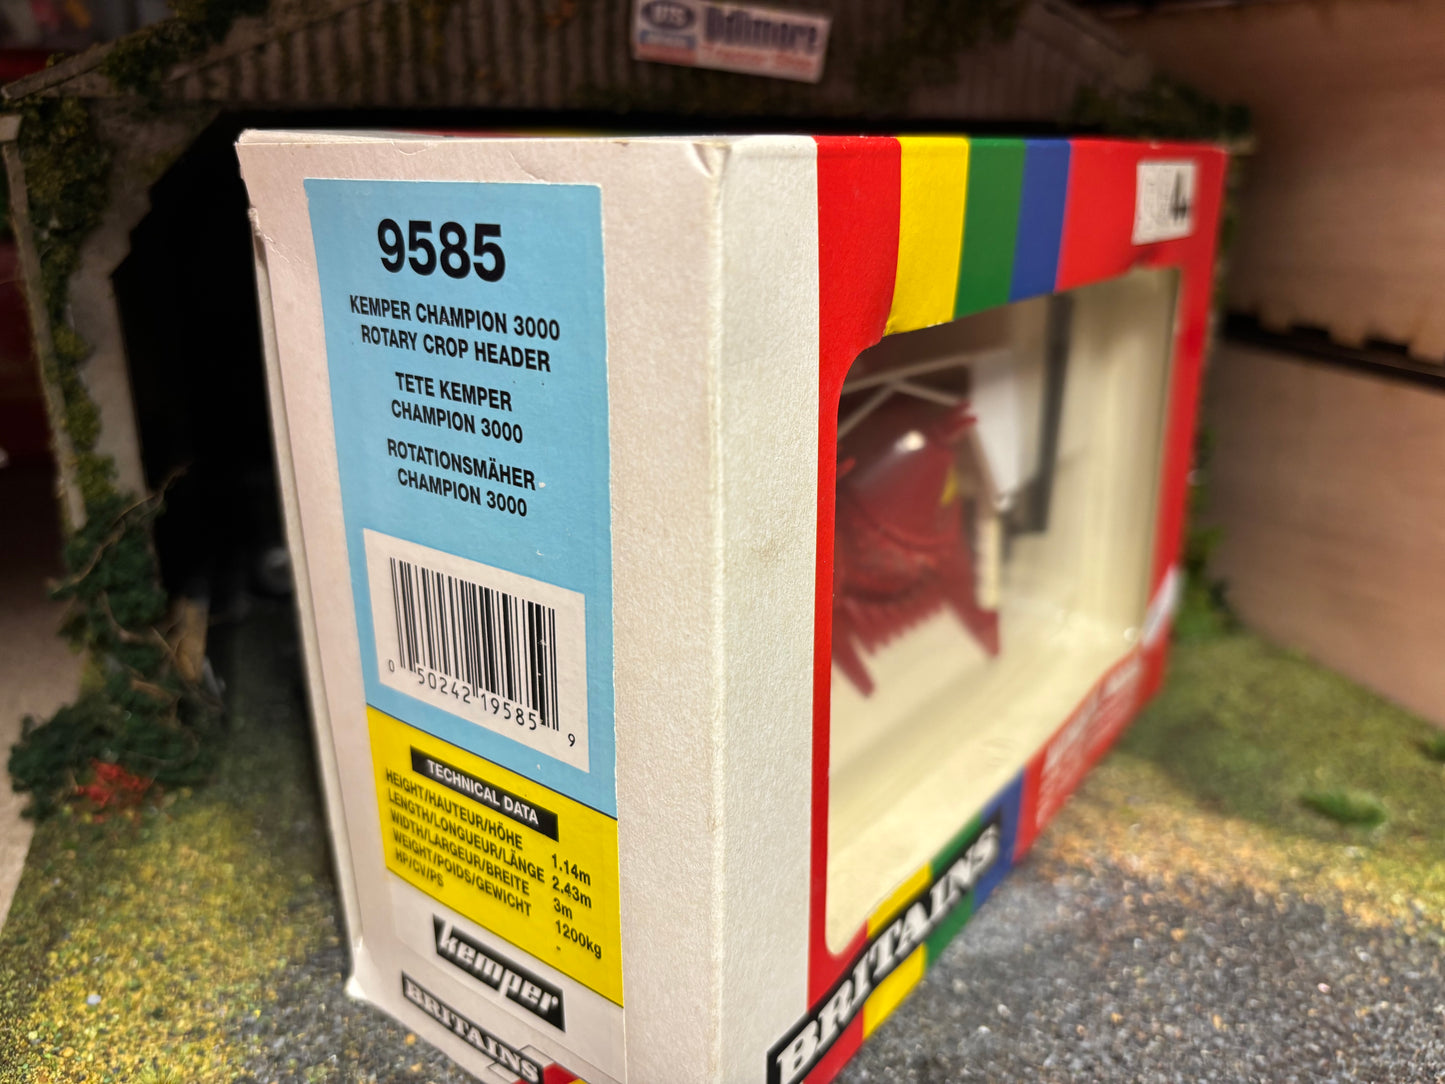 9585
KEMPER CHAMPION 3000
ROTARY CROP HEADER
TETE KEMPER
CHAMPION 3000
ROTATIONSMÄHER
CHAMPION 3000
0 50242 19585 9
TECHNICAL DATA
HEIGHT/HAUTEUR/HÖHE 1.14m
LENGTH/LONGUEUR/LÄNGE 2.43m
WIDTH/LARGEUR/BREITE 3m
WEIGHT/POIDS/GEWICHT 1200kg
HP/CV/PS -
kemper
BRITAINS
BRITAINS